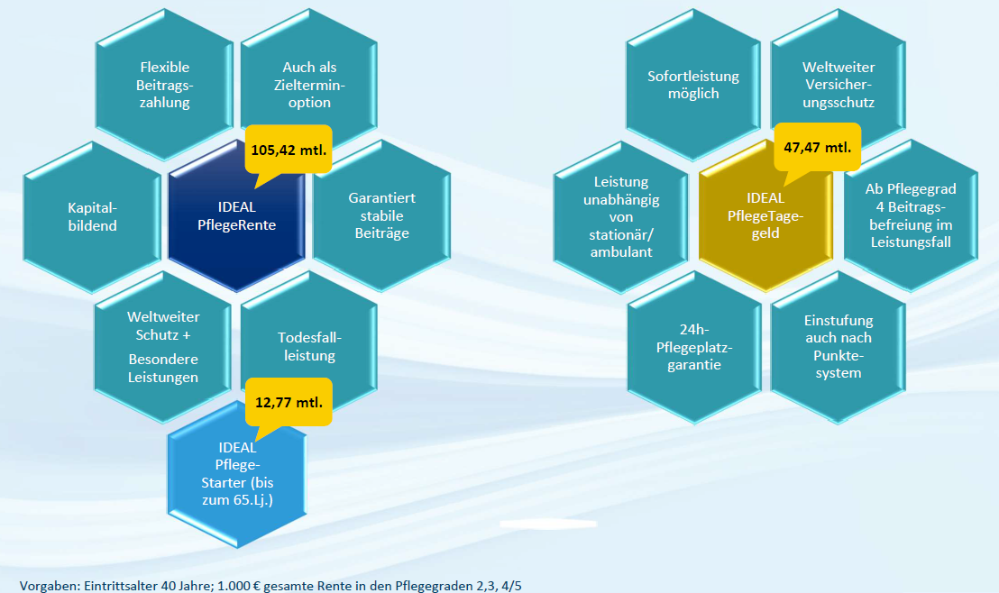 Flexible
Beitrags-
zahlung
Auch als
Zieltermin-
option
105,42 mtl.
Kapital-
bildend
IDEAL
PflegeRente
Garantiert
stabile
Beiträge
Weltweiter
Schutz +
Besondere
Leistungen
Todesfall-
leistung
12,77 mtl.
IDEAL
Pflege-
Starter (bis
zum 65.Lj.)
Sofortleistung
möglich
Weltweiter
Versicher-
ungsschutz
47,47 mtl.
Leistung
unabhängig
von
stationär/
ambulant
IDEAL
PflegeTage-
geld
Ab Pflegegrad
4 Beitrags-
befreiung im
Leistungsfall
24h-
Pflegeplatz-
garantie
Einstufung
auch nach
Punkte-
system
Vorgaben: Eintrittsalter 40 Jahre; 1.000 € gesamte Rente in den Pflegegraden 2,3, 4/5